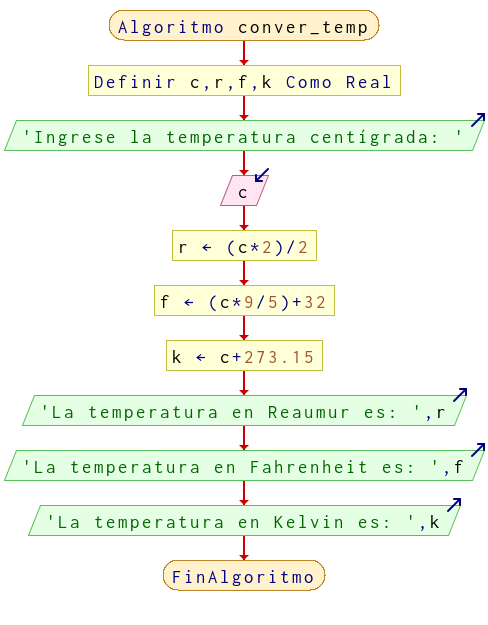 Algoritmo conver_temp
Definir c,r,f,k Como Real
'Ingrese la temperatura centígrada: '
c
r ← (c*2)/2
f ← (c*9/5)+32
k ← c+273.15
'La temperatura en Reaumur es: ',r
'La temperatura en Fahrenheit es: ',f
'La temperatura en Kelvin es: ',k
FinAlgoritmo